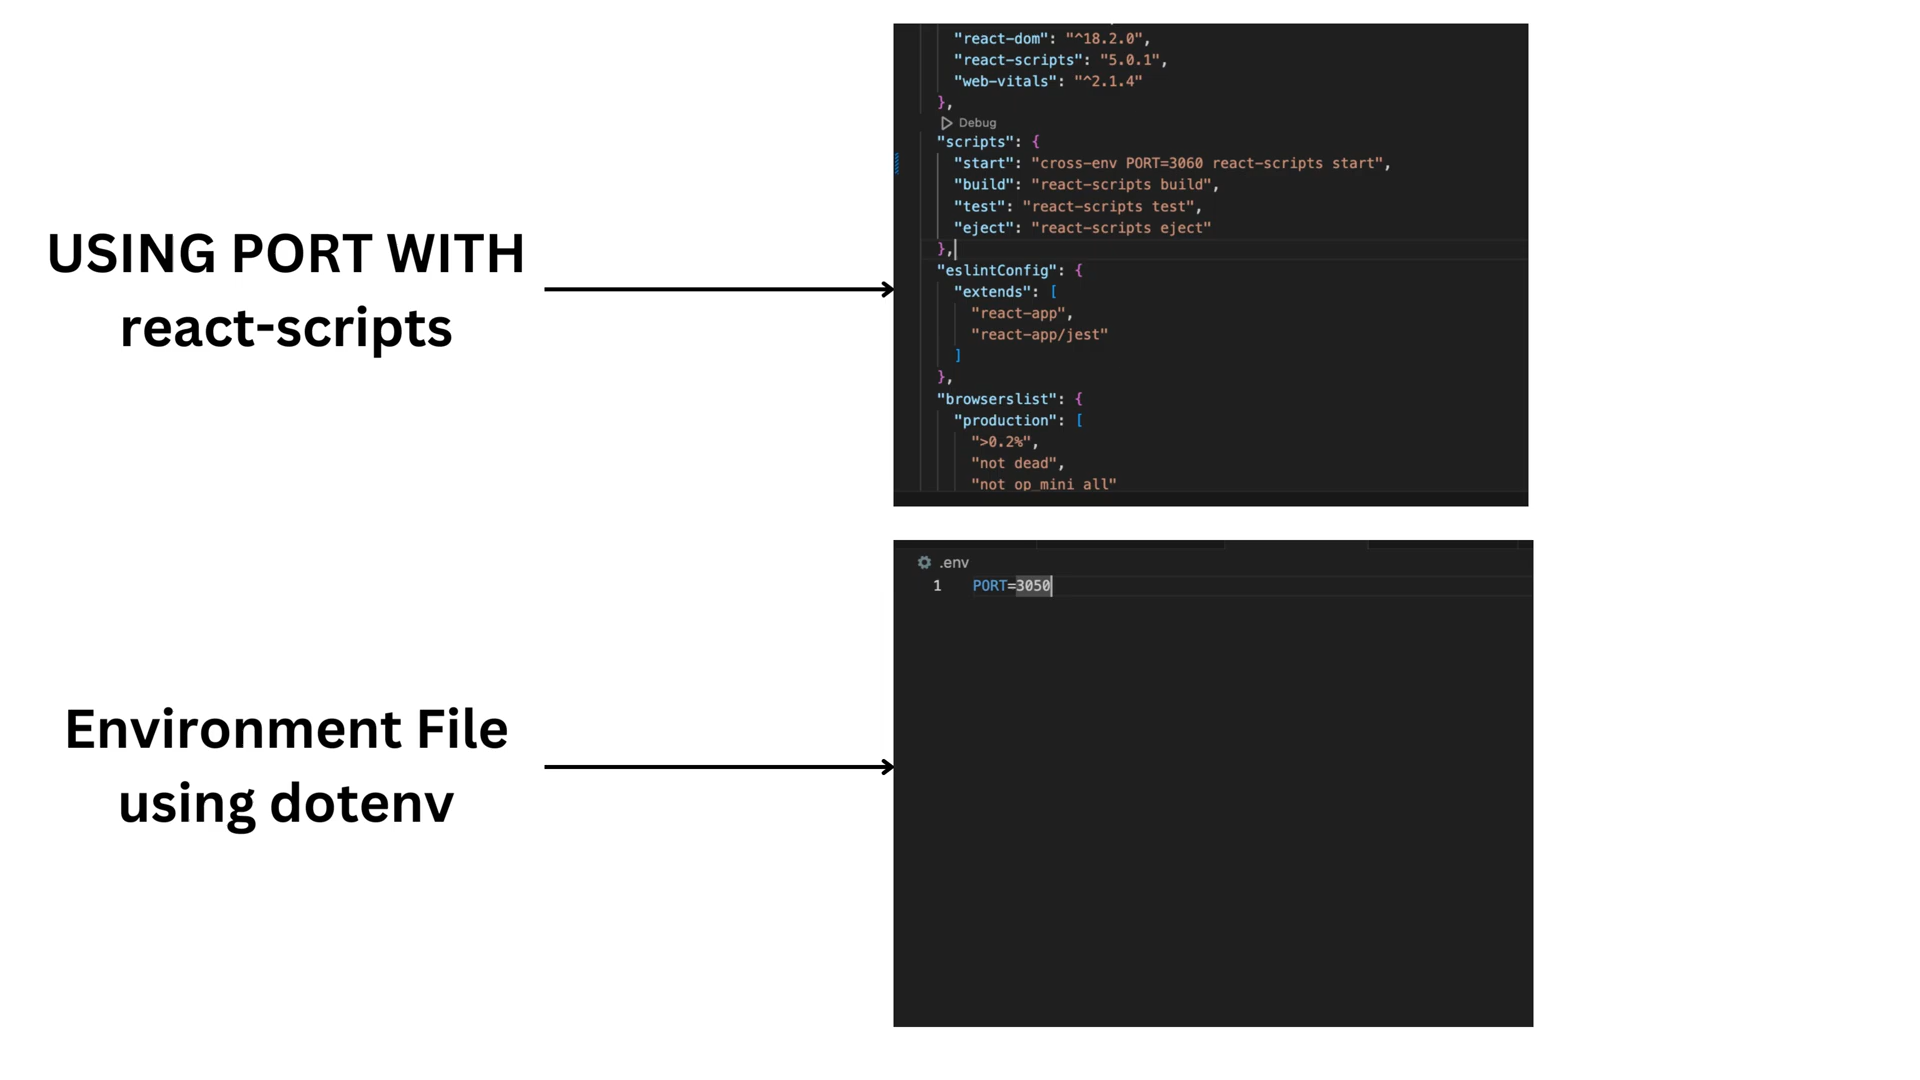 USING PORT WITH
react-scripts
"react-dom": "^18.2.0",
"react-scripts": "5.0.1",
"web-vitals": "^2.1.4"
},
Debug
"scripts": {
"start": "cross-env PORT=3060 react-scripts start",
"build": "react-scripts build",
"test": "react-scripts test",
"eject": "react-scripts eject"
},
"eslintConfig": {
"extends": [
"react-app",
"react-app/jest"
]
},
"browserslist": {
"production": [
">0.2%",
"not dead",
"not op_mini all"
Environment File
using dotenv
.env
1 PORT=3050